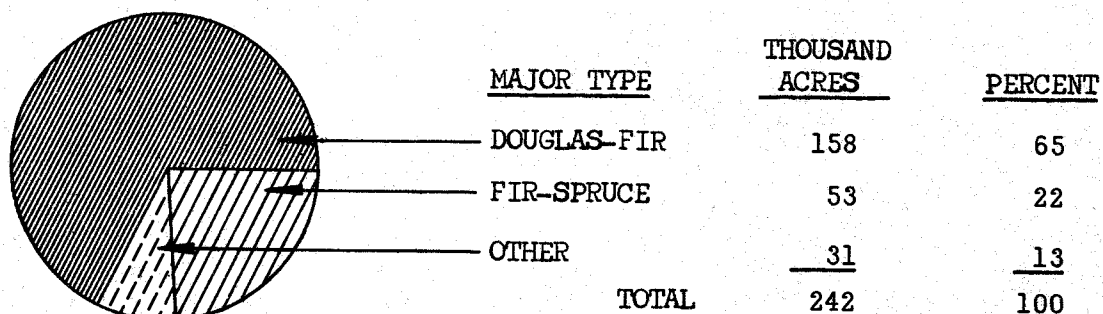 THOUSAND
MAJOR TYPE ACRES PERCENT
DOUGLAS-FIR 158 65
FIR-SPRUCE 53 22
OTHER 31 13
TOTAL 242 100